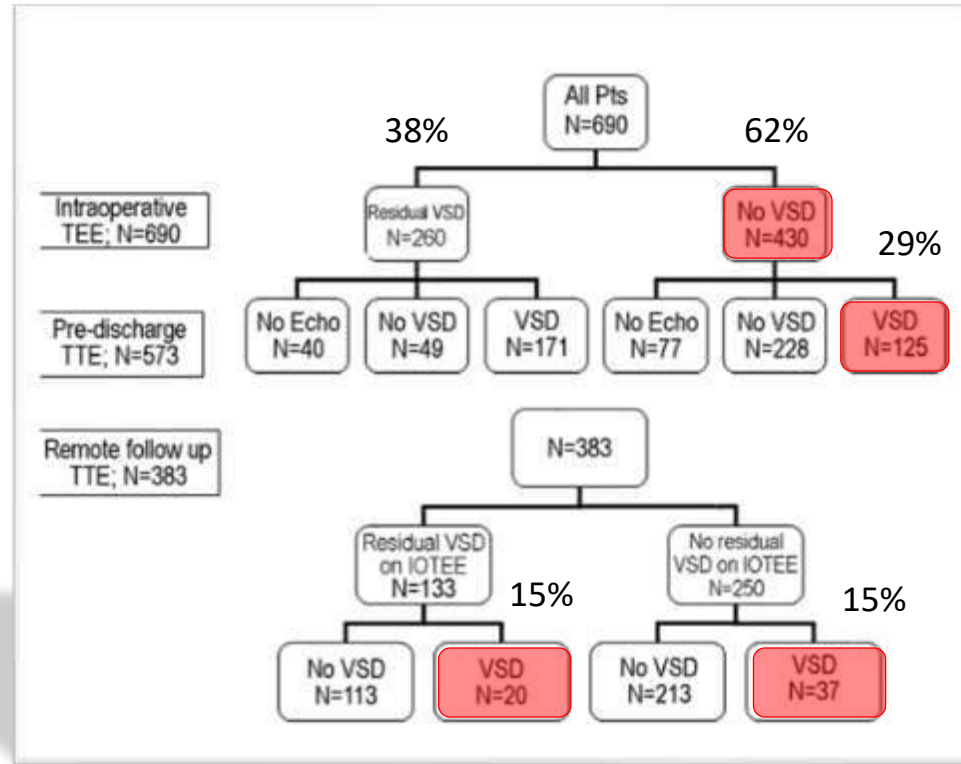 All Pts
N=690
38%
62%
Intraoperative
TEE; N=690
Residual VSD
N=260
No VSD
N=430
29%
Pre-discharge
TTE; N=573
No Echo
N=40
No VSD
N=49
VSD
N=171
No Echo
N=77
No VSD
N=228
VSD
N=125
Remote follow up
TTE; N=383
N=383
Residual VSD
on IOTEE
N=133
15%
No residual
VSD on IOTEE
N=250
15%
No VSD
N=113
VSD
N=20
No VSD
N=213
VSD
N=37